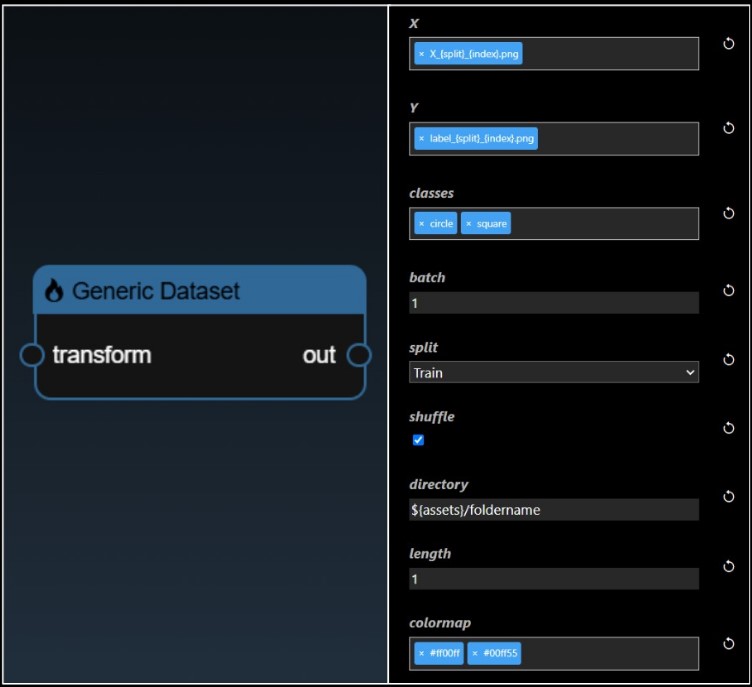 Generic Dataset
transform out
X
× X_{split}_{index}.png
Y
× label_{split}_{index}.png
classes
× circle × square
batch
1
split
Train
shuffle
directory
${assets}/foldername
length
1
colormap
× #ff00ff × #00ff55